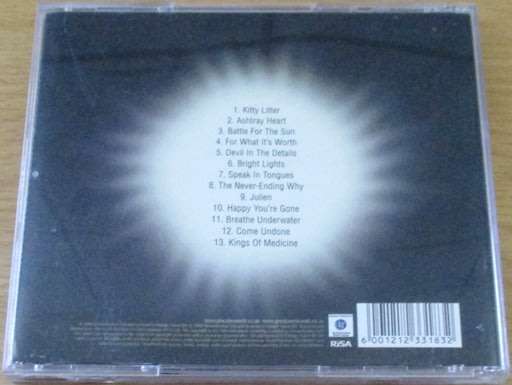 1. Kitty Litter
2. Ashtray Heart
3. Battle For The Sun
4. For What It's Worth
5. Devil In The Details
6. Bright Lights
7. Speak In Tongues
8. The Never-Ending Why
9. Julien
10. Happy You're Gone
11. Breathe Underwater
12. Come Undone
13. Kings Of Medicine
RiSA
6 001212 331832